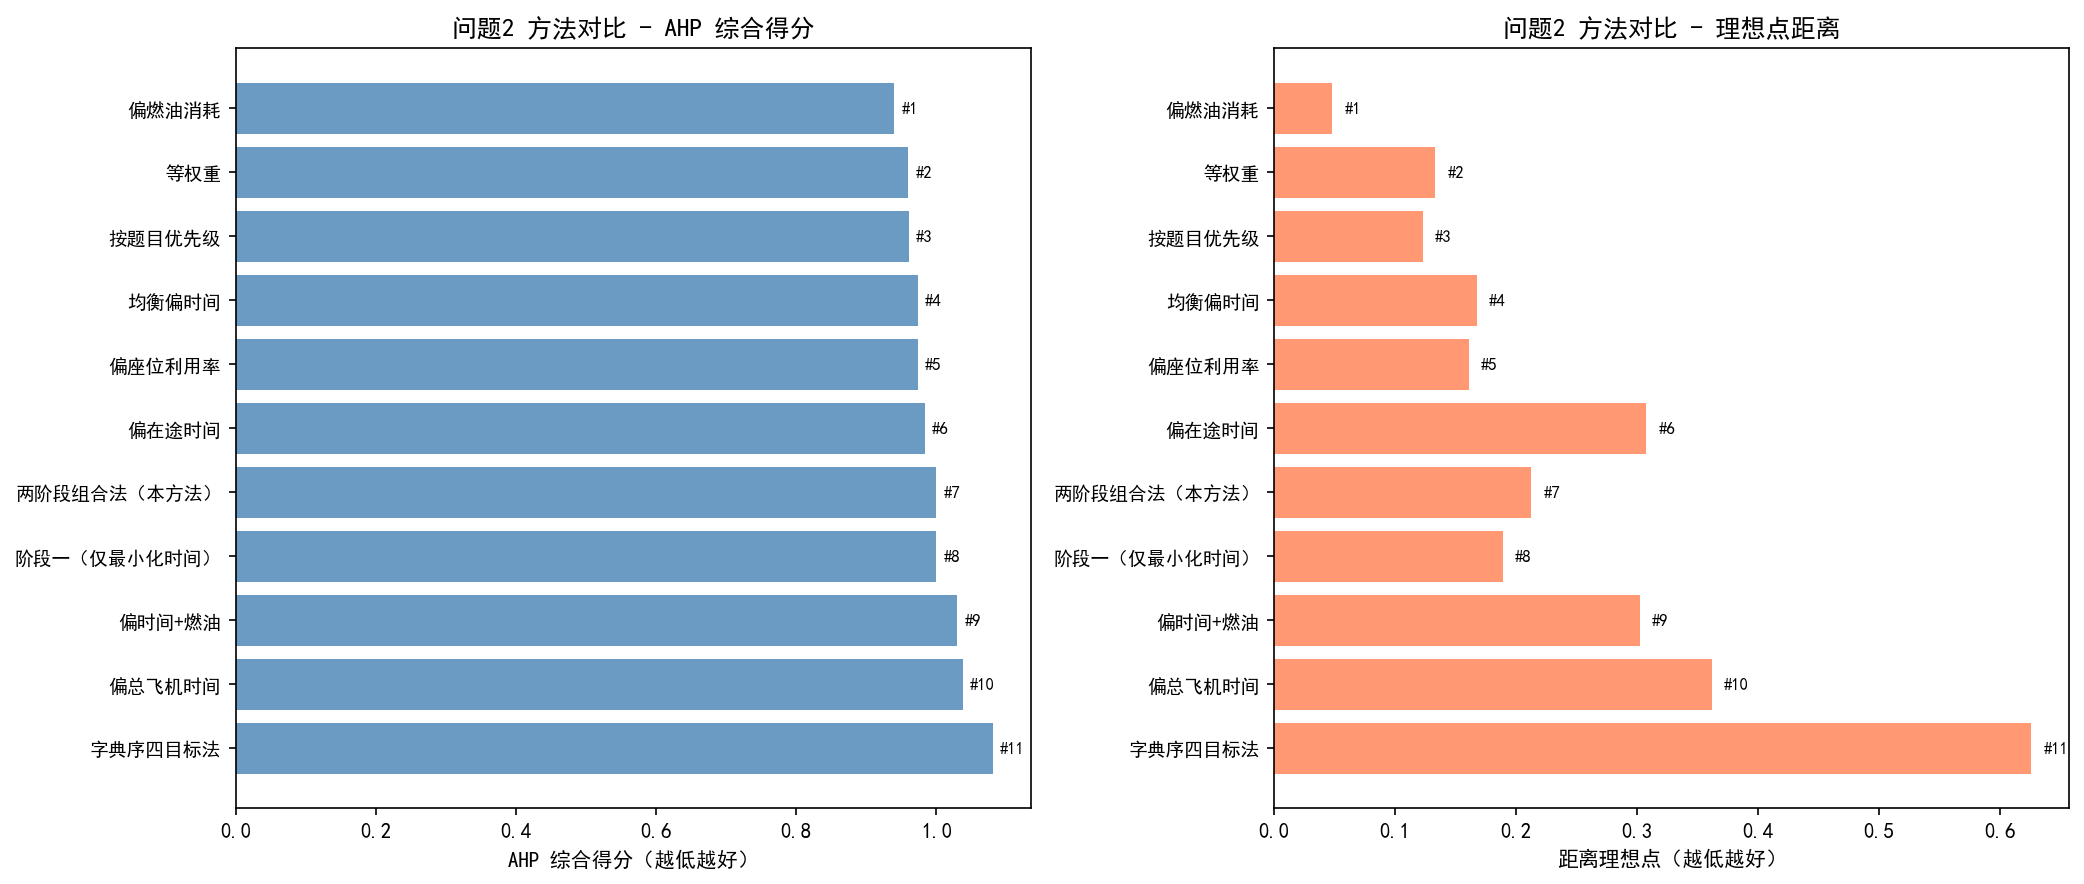 问题2 方法对比 - AHP 综合得分
偏燃油消耗
#1
等权重
#2
按题目优先级
#3
均衡偏时间
#4
偏座位利用率
#5
偏在途时间
#6
两阶段组合法（本方法）
#7
阶段一（仅最小化时间）
#8
偏时间+燃油
#9
偏总飞机时间
#10
字典序四目标法
#11
0.0 0.2 0.4 0.6 0.8 1.0
AHP 综合得分（越低越好）
问题2 方法对比 - 理想点距离
偏燃油消耗
#1
等权重
#2
按题目优先级
#3
均衡偏时间
#4
偏座位利用率
#5
偏在途时间
#6
两阶段组合法（本方法）
#7
阶段一（仅最小化时间）
#8
偏时间+燃油
#9
偏总飞机时间
#10
字典序四目标法
#11
0.0 0.1 0.2 0.3 0.4 0.5 0.6
距离理想点（越低越好）